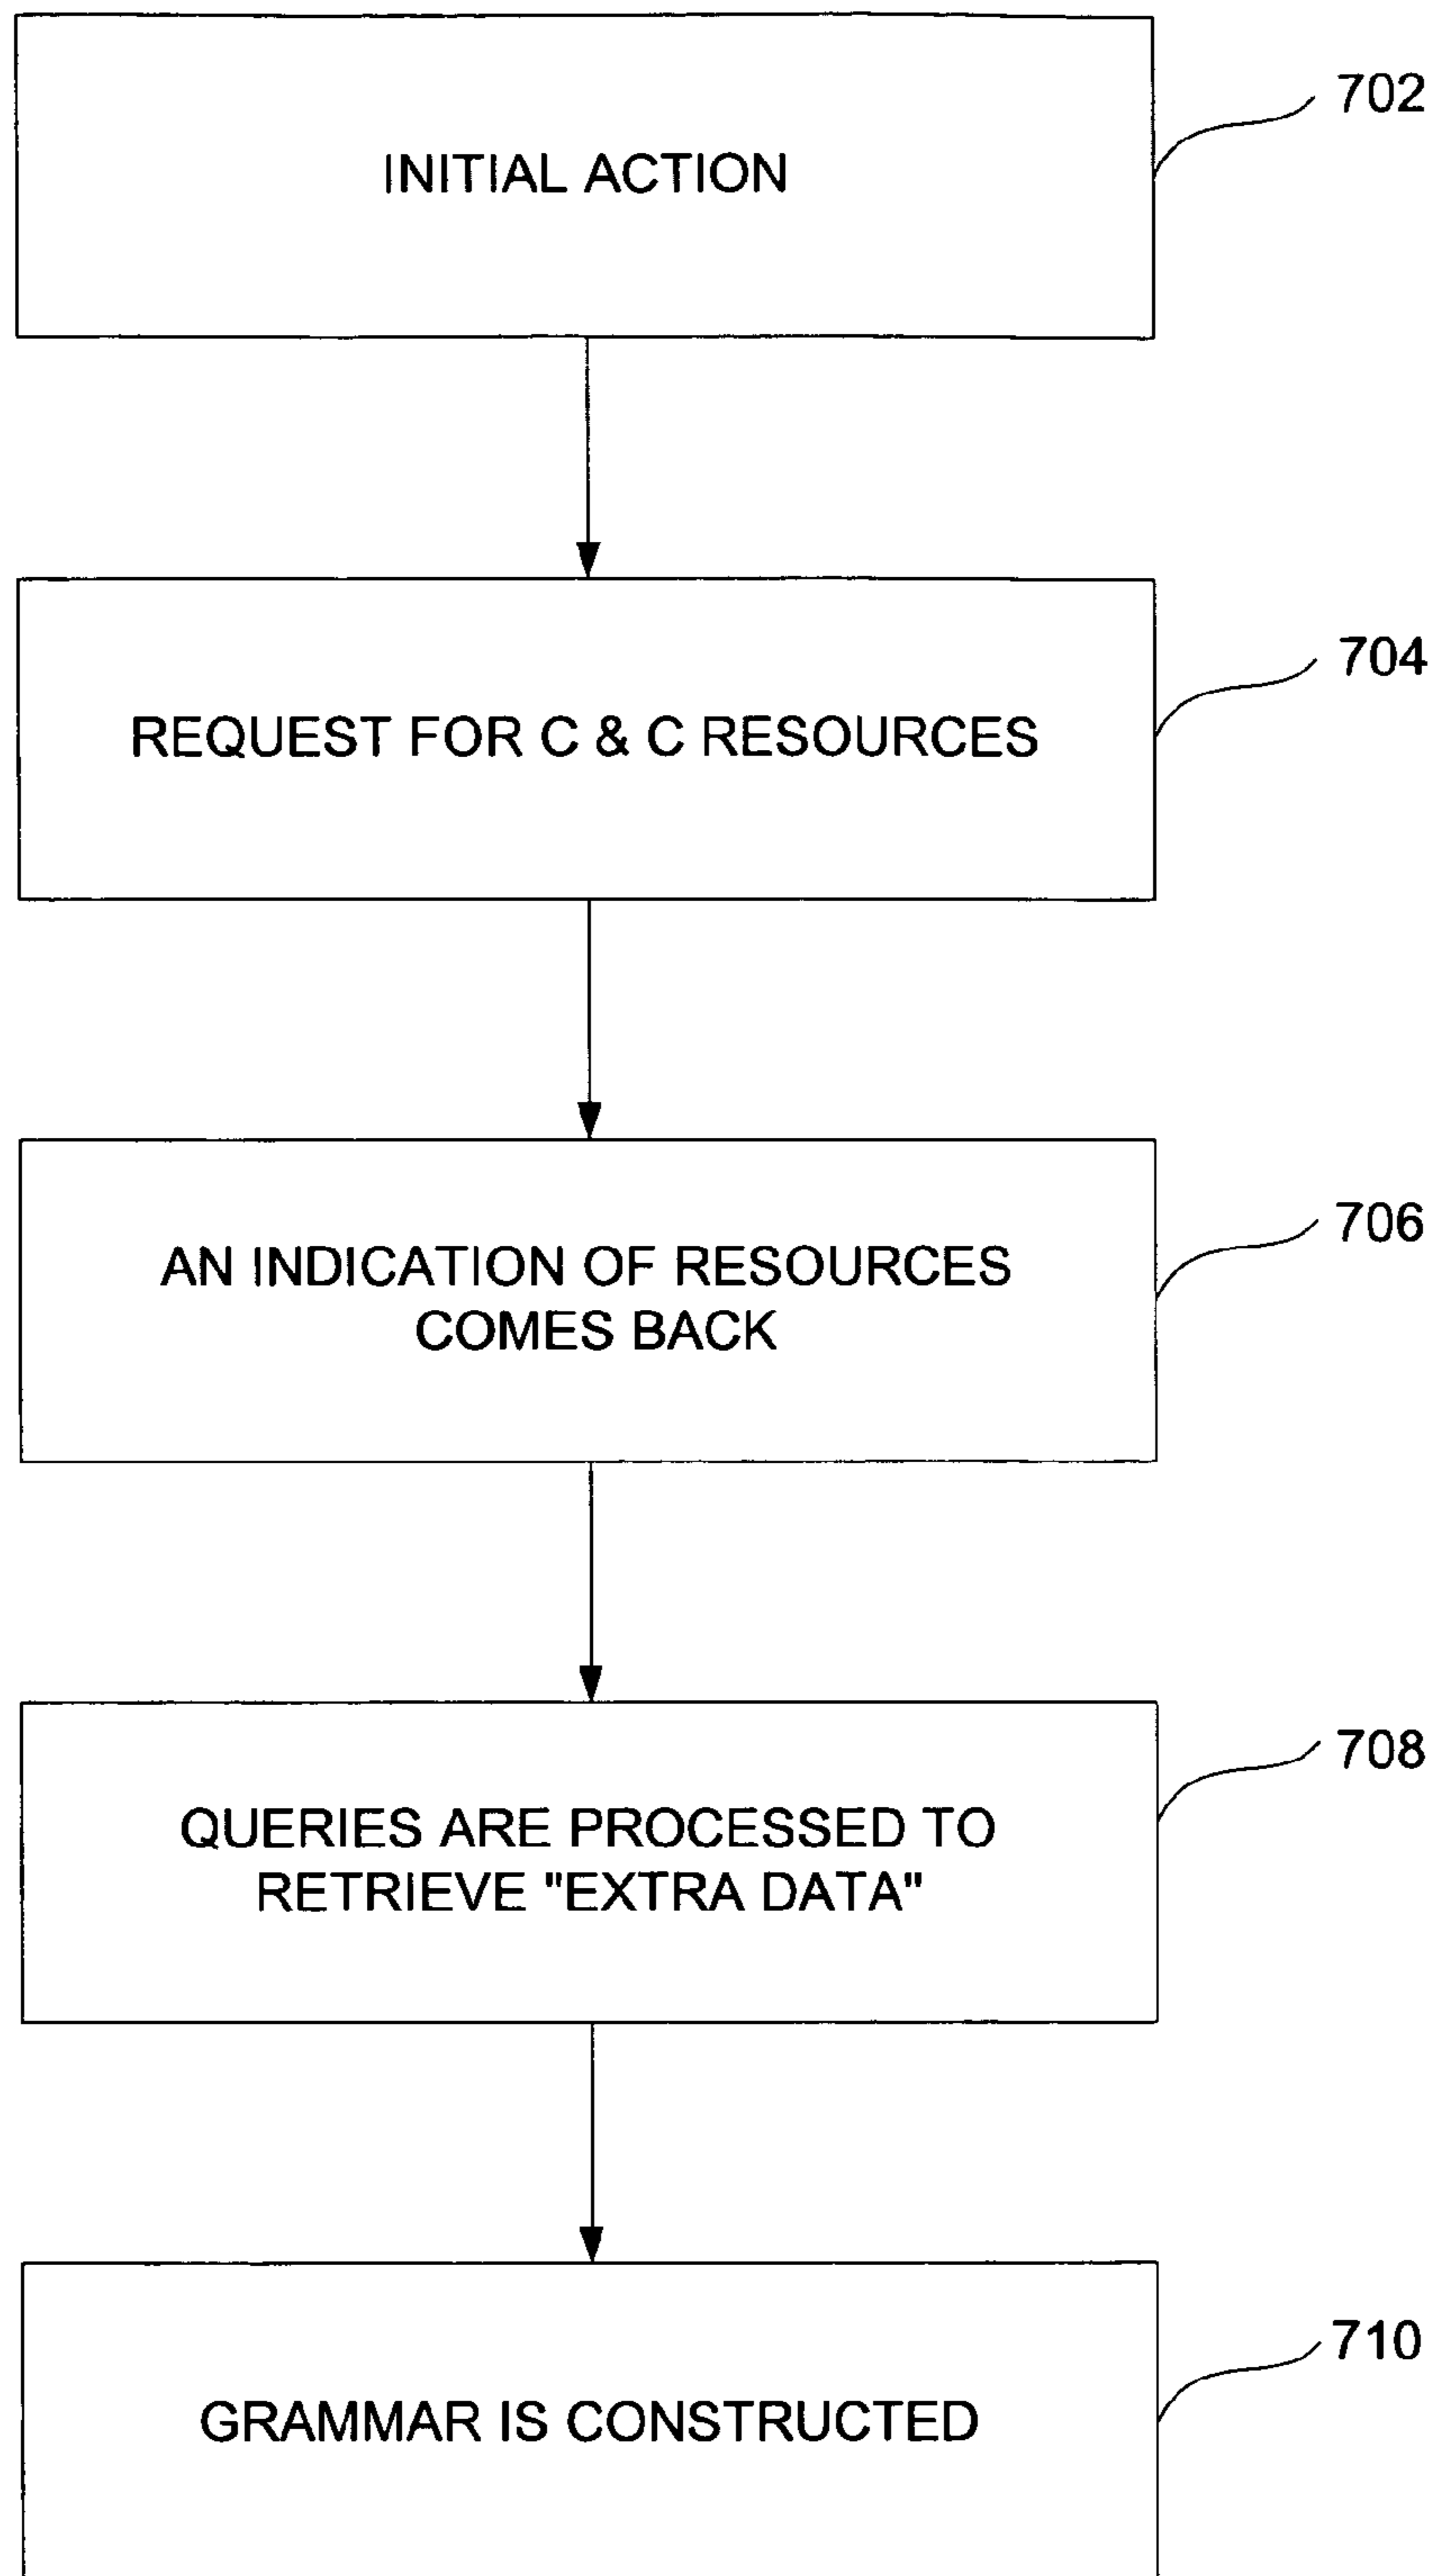 702
INITIAL ACTION
704
REQUEST FOR C & C RESOURCES
706
AN INDICATION OF RESOURCES
COMES BACK
708
QUERIES ARE PROCESSED TO
RETRIEVE "EXTRA DATA"
710
GRAMMAR IS CONSTRUCTED